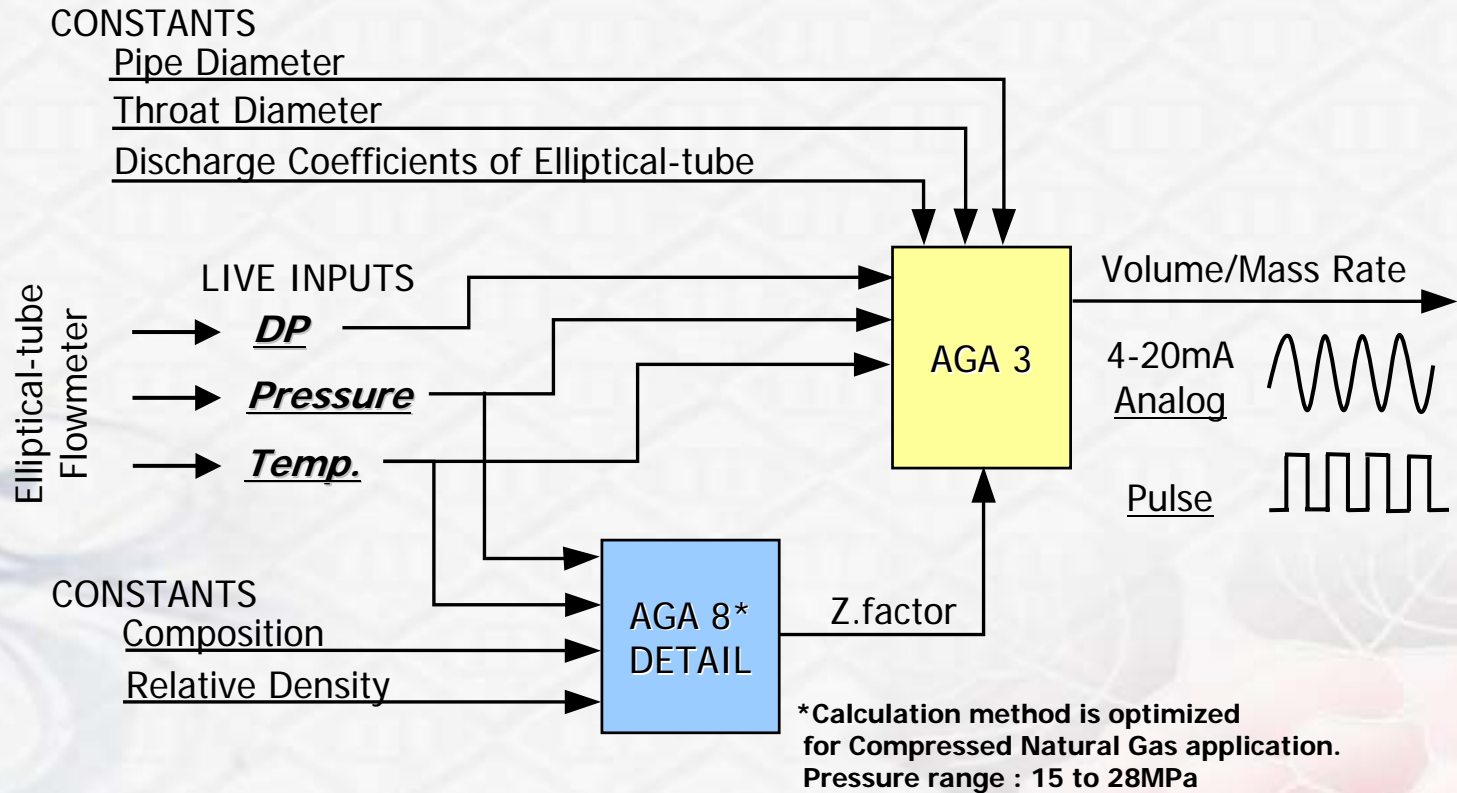 CONSTANTS
Pipe Diameter
Throat Diameter
Discharge Coefficients of Elliptical-tube
Elliptical-tube
Flowmeter
LIVE INPUTS
DP
Pressure
Temp.
AGA 3
Volume/Mass Rate
4-20mA
Analog
Pulse
CONSTANTS
Composition
Relative Density
AGA 8*
DETAIL
Z.factor
*Calculation method is optimized
for Compressed Natural Gas application.
Pressure range : 15 to 28MPa